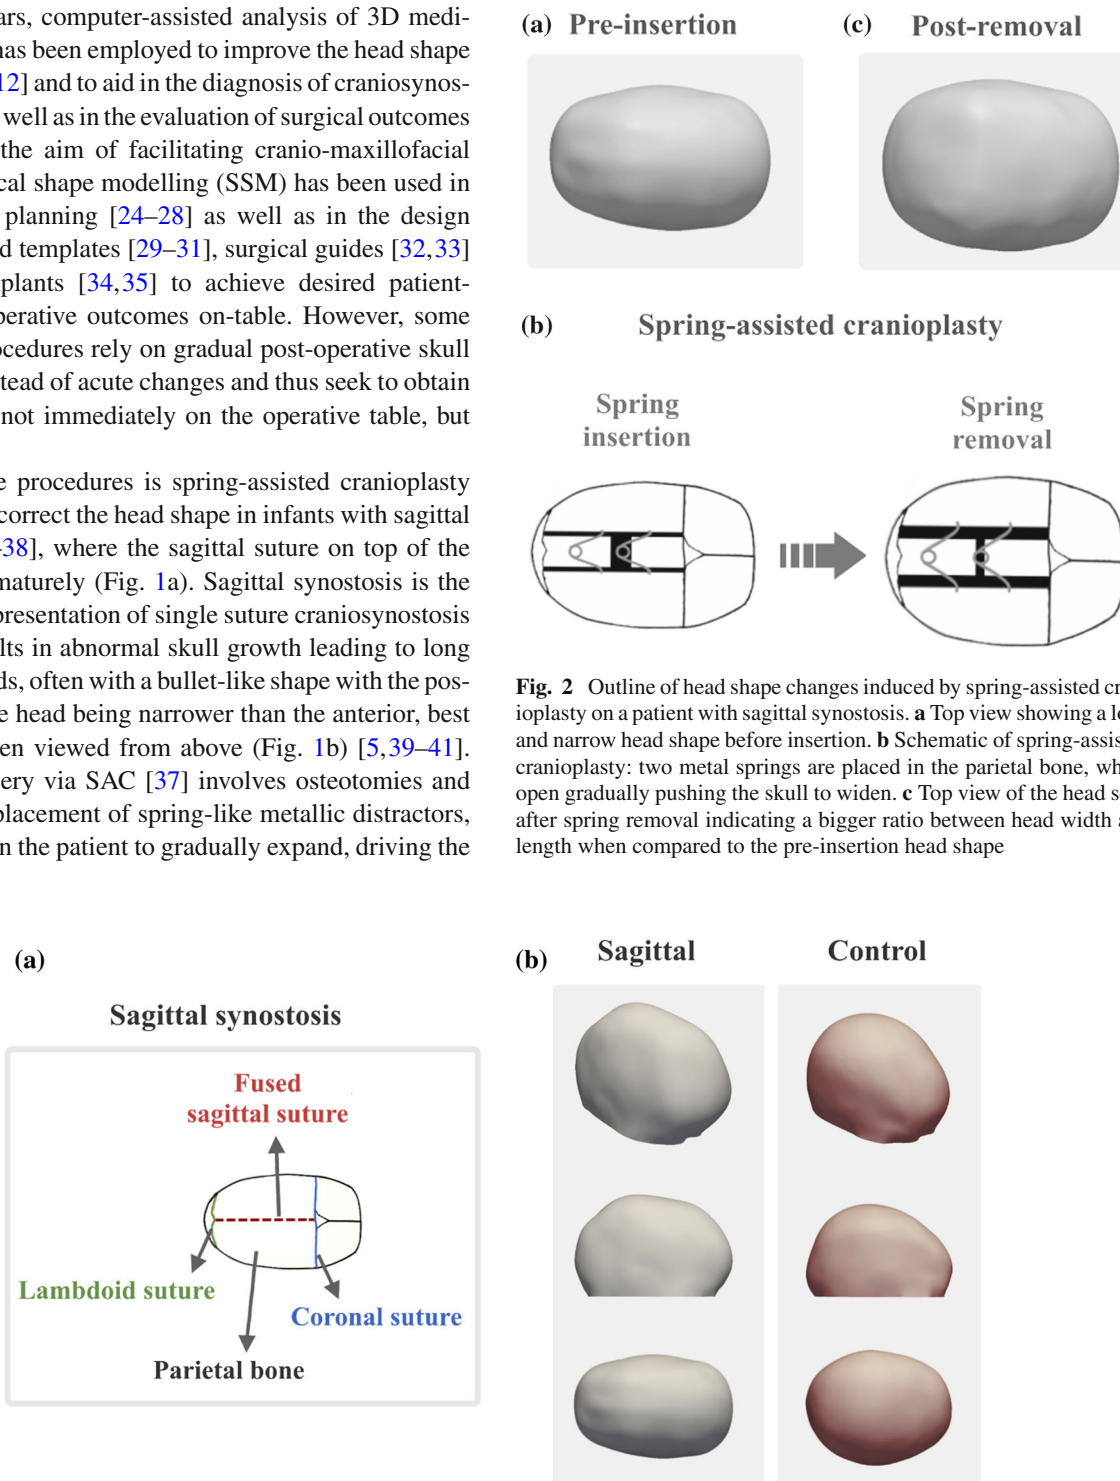 ars, computer-assisted analysis of 3D medi-
has been employed to improve the head shape
12] and to aid in the diagnosis of craniosynos-
well as in the evaluation of surgical outcomes
the aim of facilitating cranio-maxillofacial
cal shape modelling (SSM) has been used in
planning [24–28] as well as in the design
d templates [29–31], surgical guides [32,33]
plants [34,35] to achieve desired patient-
perative outcomes on-table. However, some
ocedures rely on gradual post-operative skull
stead of acute changes and thus seek to obtain
not immediately on the operative table, but
e procedures is spring-assisted cranioplasty
correct the head shape in infants with sagittal
–38], where the sagittal suture on top of the
maturely (Fig. 1a). Sagittal synostosis is the
presentation of single suture craniosynostosis
lts in abnormal skull growth leading to long
ds, often with a bullet-like shape with the pos-
e head being narrower than the anterior, best
en viewed from above (Fig. 1b) [5,39–41].
ery via SAC [37] involves osteotomies and
placement of spring-like metallic distractors,
n the patient to gradually expand, driving the
(a) Pre-insertion
(c) Post-removal
(b) Spring-assisted cranioplasty
Spring
insertion
Spring
removal
Fig. 2 Outline of head shape changes induced by spring-assisted cr
ioplasty on a patient with sagittal synostosis. a Top view showing a l
and narrow head shape before insertion. b Schematic of spring-assis
cranioplasty: two metal springs are placed in the parietal bone, wh
open gradually pushing the skull to widen. c Top view of the head s
after spring removal indicating a bigger ratio between head width
length when compared to the pre-insertion head shape
(a)
Sagittal synostosis
Fused
sagittal suture
Lambdoid suture
Coronal suture
Parietal bone
(b) Sagittal Control